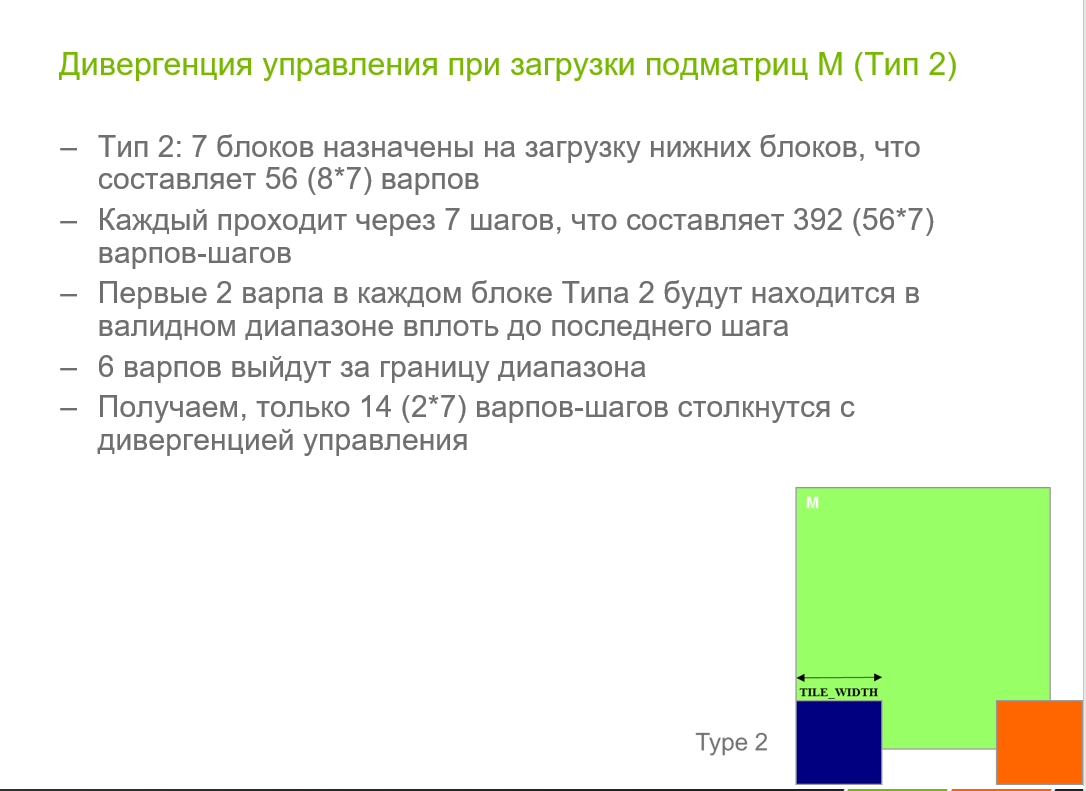 Дивергенция управления при загрузки подматриц М (Тип 2)
– Тип 2: 7 блоков назначены на загрузку нижних блоков, что
составляет 56 (8*7) варпов
– Каждый проходит через 7 шагов, что составляет 392 (56*7)
варпов-шагов
– Первые 2 варпа в каждом блоке Типа 2 будут находится в
валидном диапазоне вплоть до последнего шага
– 6 варпов выйдут за границу диапазона
– Получаем, только 14 (2*7) варпов-шагов столкнутся с
дивергенцией управления
M
TILE_WIDTH
Type 2